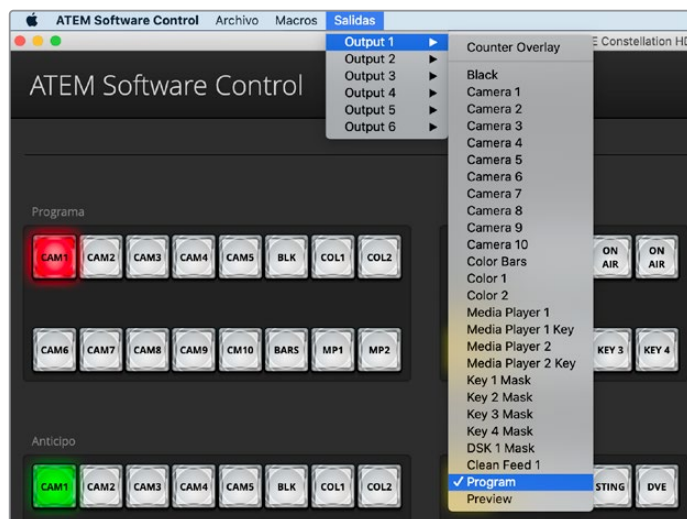 ATEM Software Control Archivo Macros Salidas
E Constellation HD
ATEM Software Control
Output 1
Output 2
Output 3
Output 4
Output 5
Output 6
Counter Overlay
Black
Camera 1
Camera 2
Camera 3
Camera 4
Camera 5
Camera 6
Camera 7
Camera 8
Camera 9
Camera 10
Color Bars
Color 1
Color 2
Media Player 1
Media Player 1 Key
Media Player 2
Media Player 2 Key
Key 1 Mask
Key 2 Mask
Key 3 Mask
Key 4 Mask
DSK 1 Mask
Clean Feed 1
✓ Program
Preview
Programa
CAM1 CAM2 CAM3 CAM4 CAM5 BLK COL1 COL2
CAM6 CAM7 CAM8 CAM9 CM10 BARS MP1 MP2
ON AIR
ON AIR
KEY 3 KEY 4
Anticipo
CAM1 CAM2 CAM3 CAM4 CAM5 BLK COL1 COL2
STING DVE